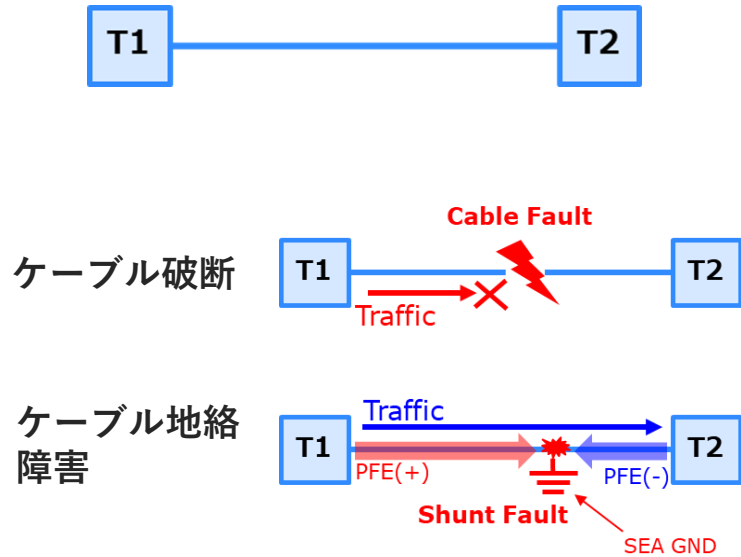 T1
T2
Cable Fault
ケーブル破断
T1
T2
Traffic
ケーブル地絡
障害
Traffic
T1
T2
PFE(+)
PFE(-)
Shunt Fault
SEA GND